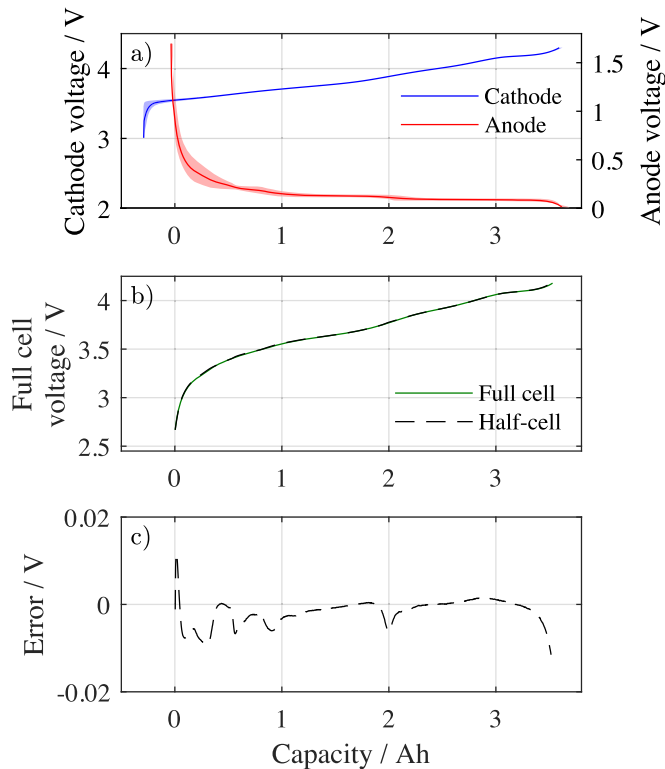 a)
Cathode voltage / V
4
3
2
Anode voltage / V
1.5
1
0.5
0
Cathode
Anode
0 1 2 3
b)
Full cell
voltage / V
4
3.5
3
2.5
Full cell
Half-cell
0 1 2 3
c)
Error / V
0.02
0
-0.02
0 1 2 3
Capacity / Ah